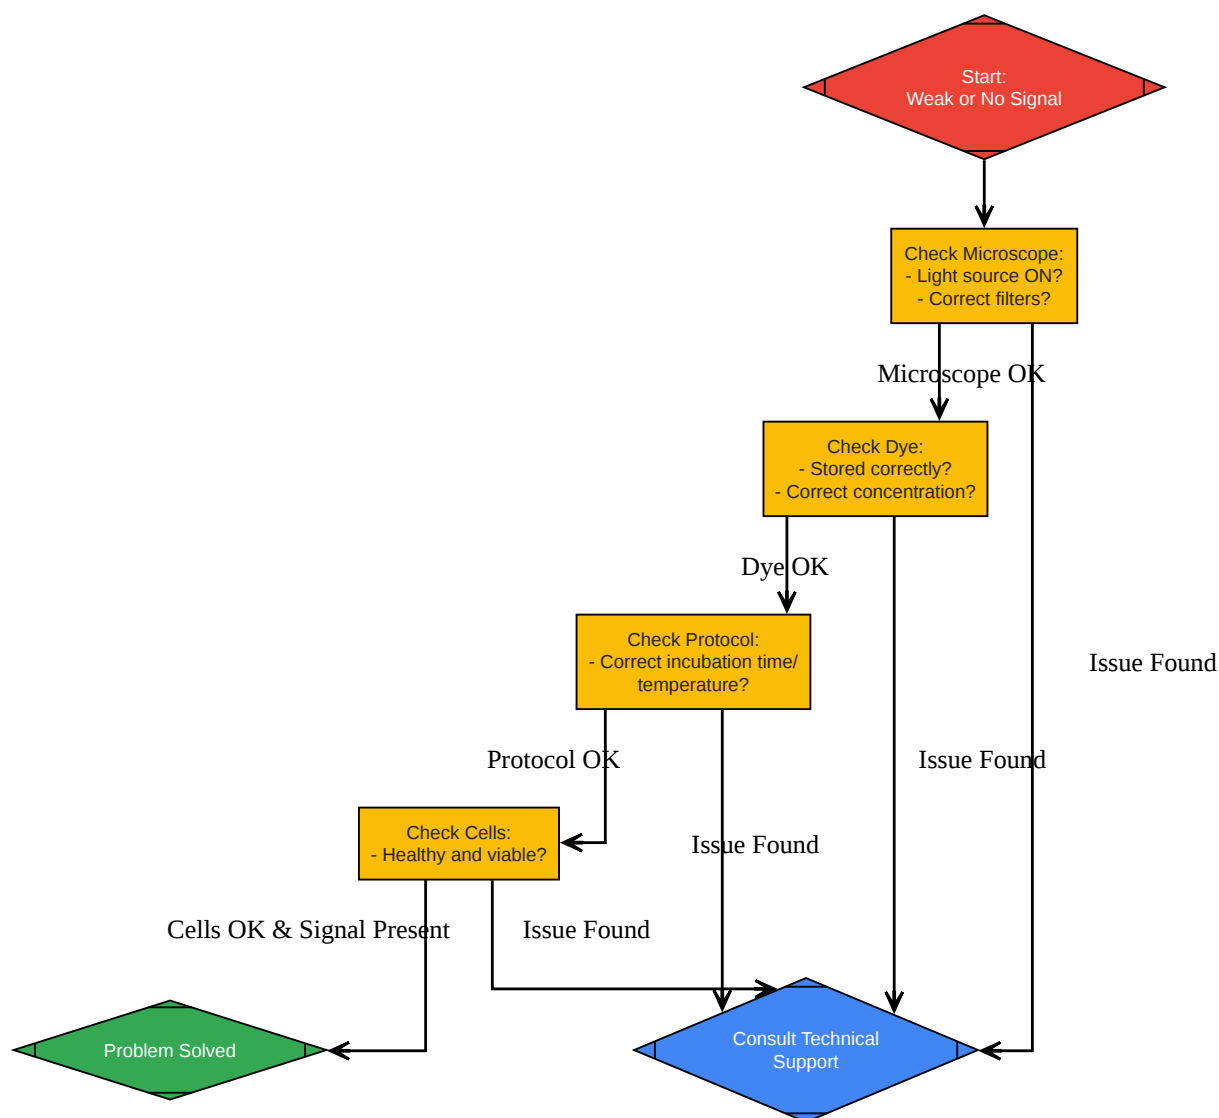 Start:
Weak or No Signal
Check Microscope:
- Light source ON?
- Correct filters?
Microscope OK
Check Dye:
- Stored correctly?
- Correct concentration?
Dye OK
Check Protocol:
- Correct incubation time/
temperature?
Issue Found
Protocol OK
Issue Found
Check Cells:
- Healthy and viable?
Issue Found
Cells OK & Signal Present
Issue Found
Problem Solved
Consult Technical
Support